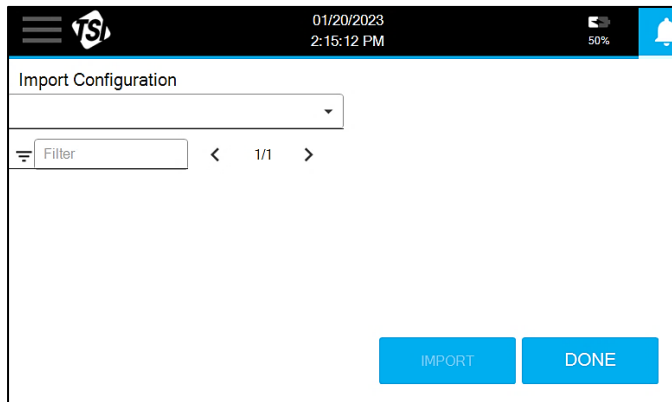 TSI
01/20/2023
2:15:12 PM
50%
Import Configuration
Filter
1/1
IMPORT
DONE